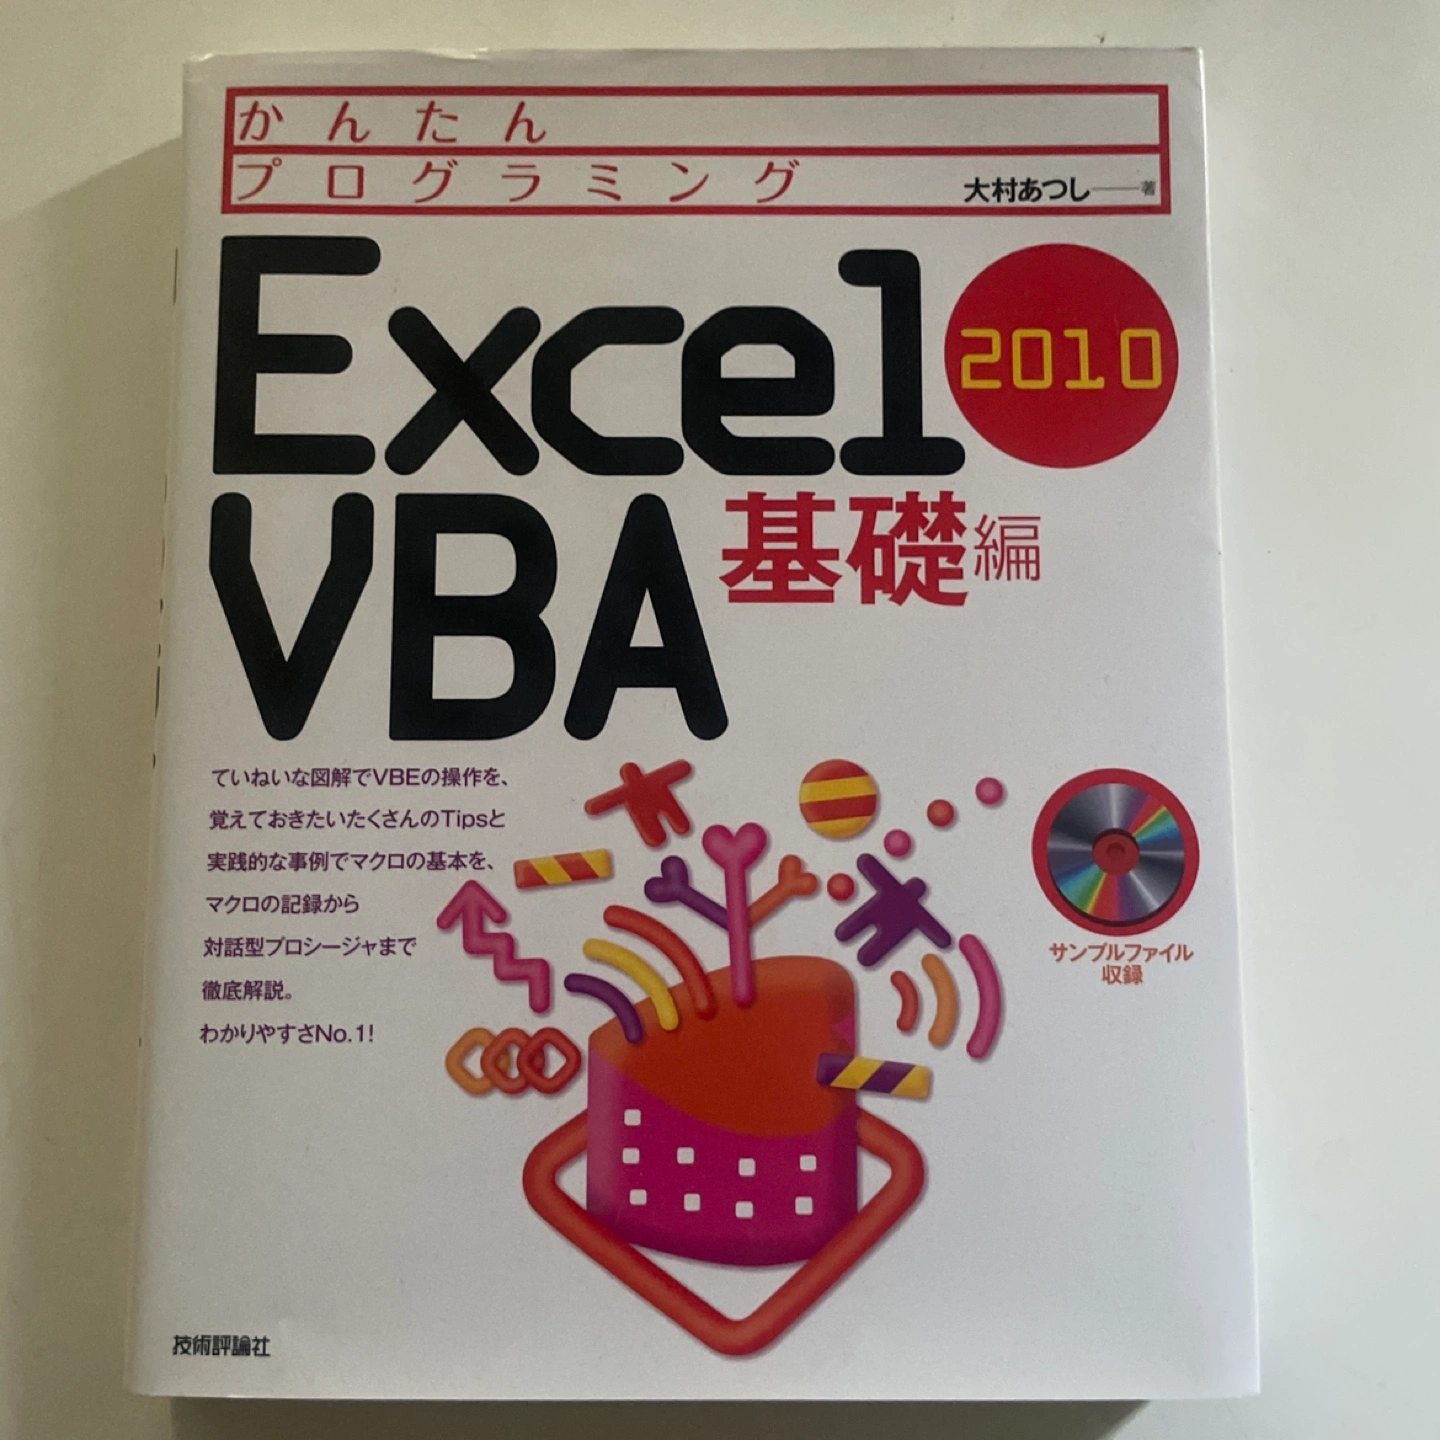 かんたん
プログラミング
大村あつし——著
Excel
2010
VBA
基礎編
ていねいな図解でVBEの操作を、
覚えておきたいたくさんのTipsと
実践的な事例でマクロの基本を、
マクロの記録から
対話型プロシージャまで
徹底解説。
わかりやすさNo.1!
サンプルファイル
収録
技術評論社